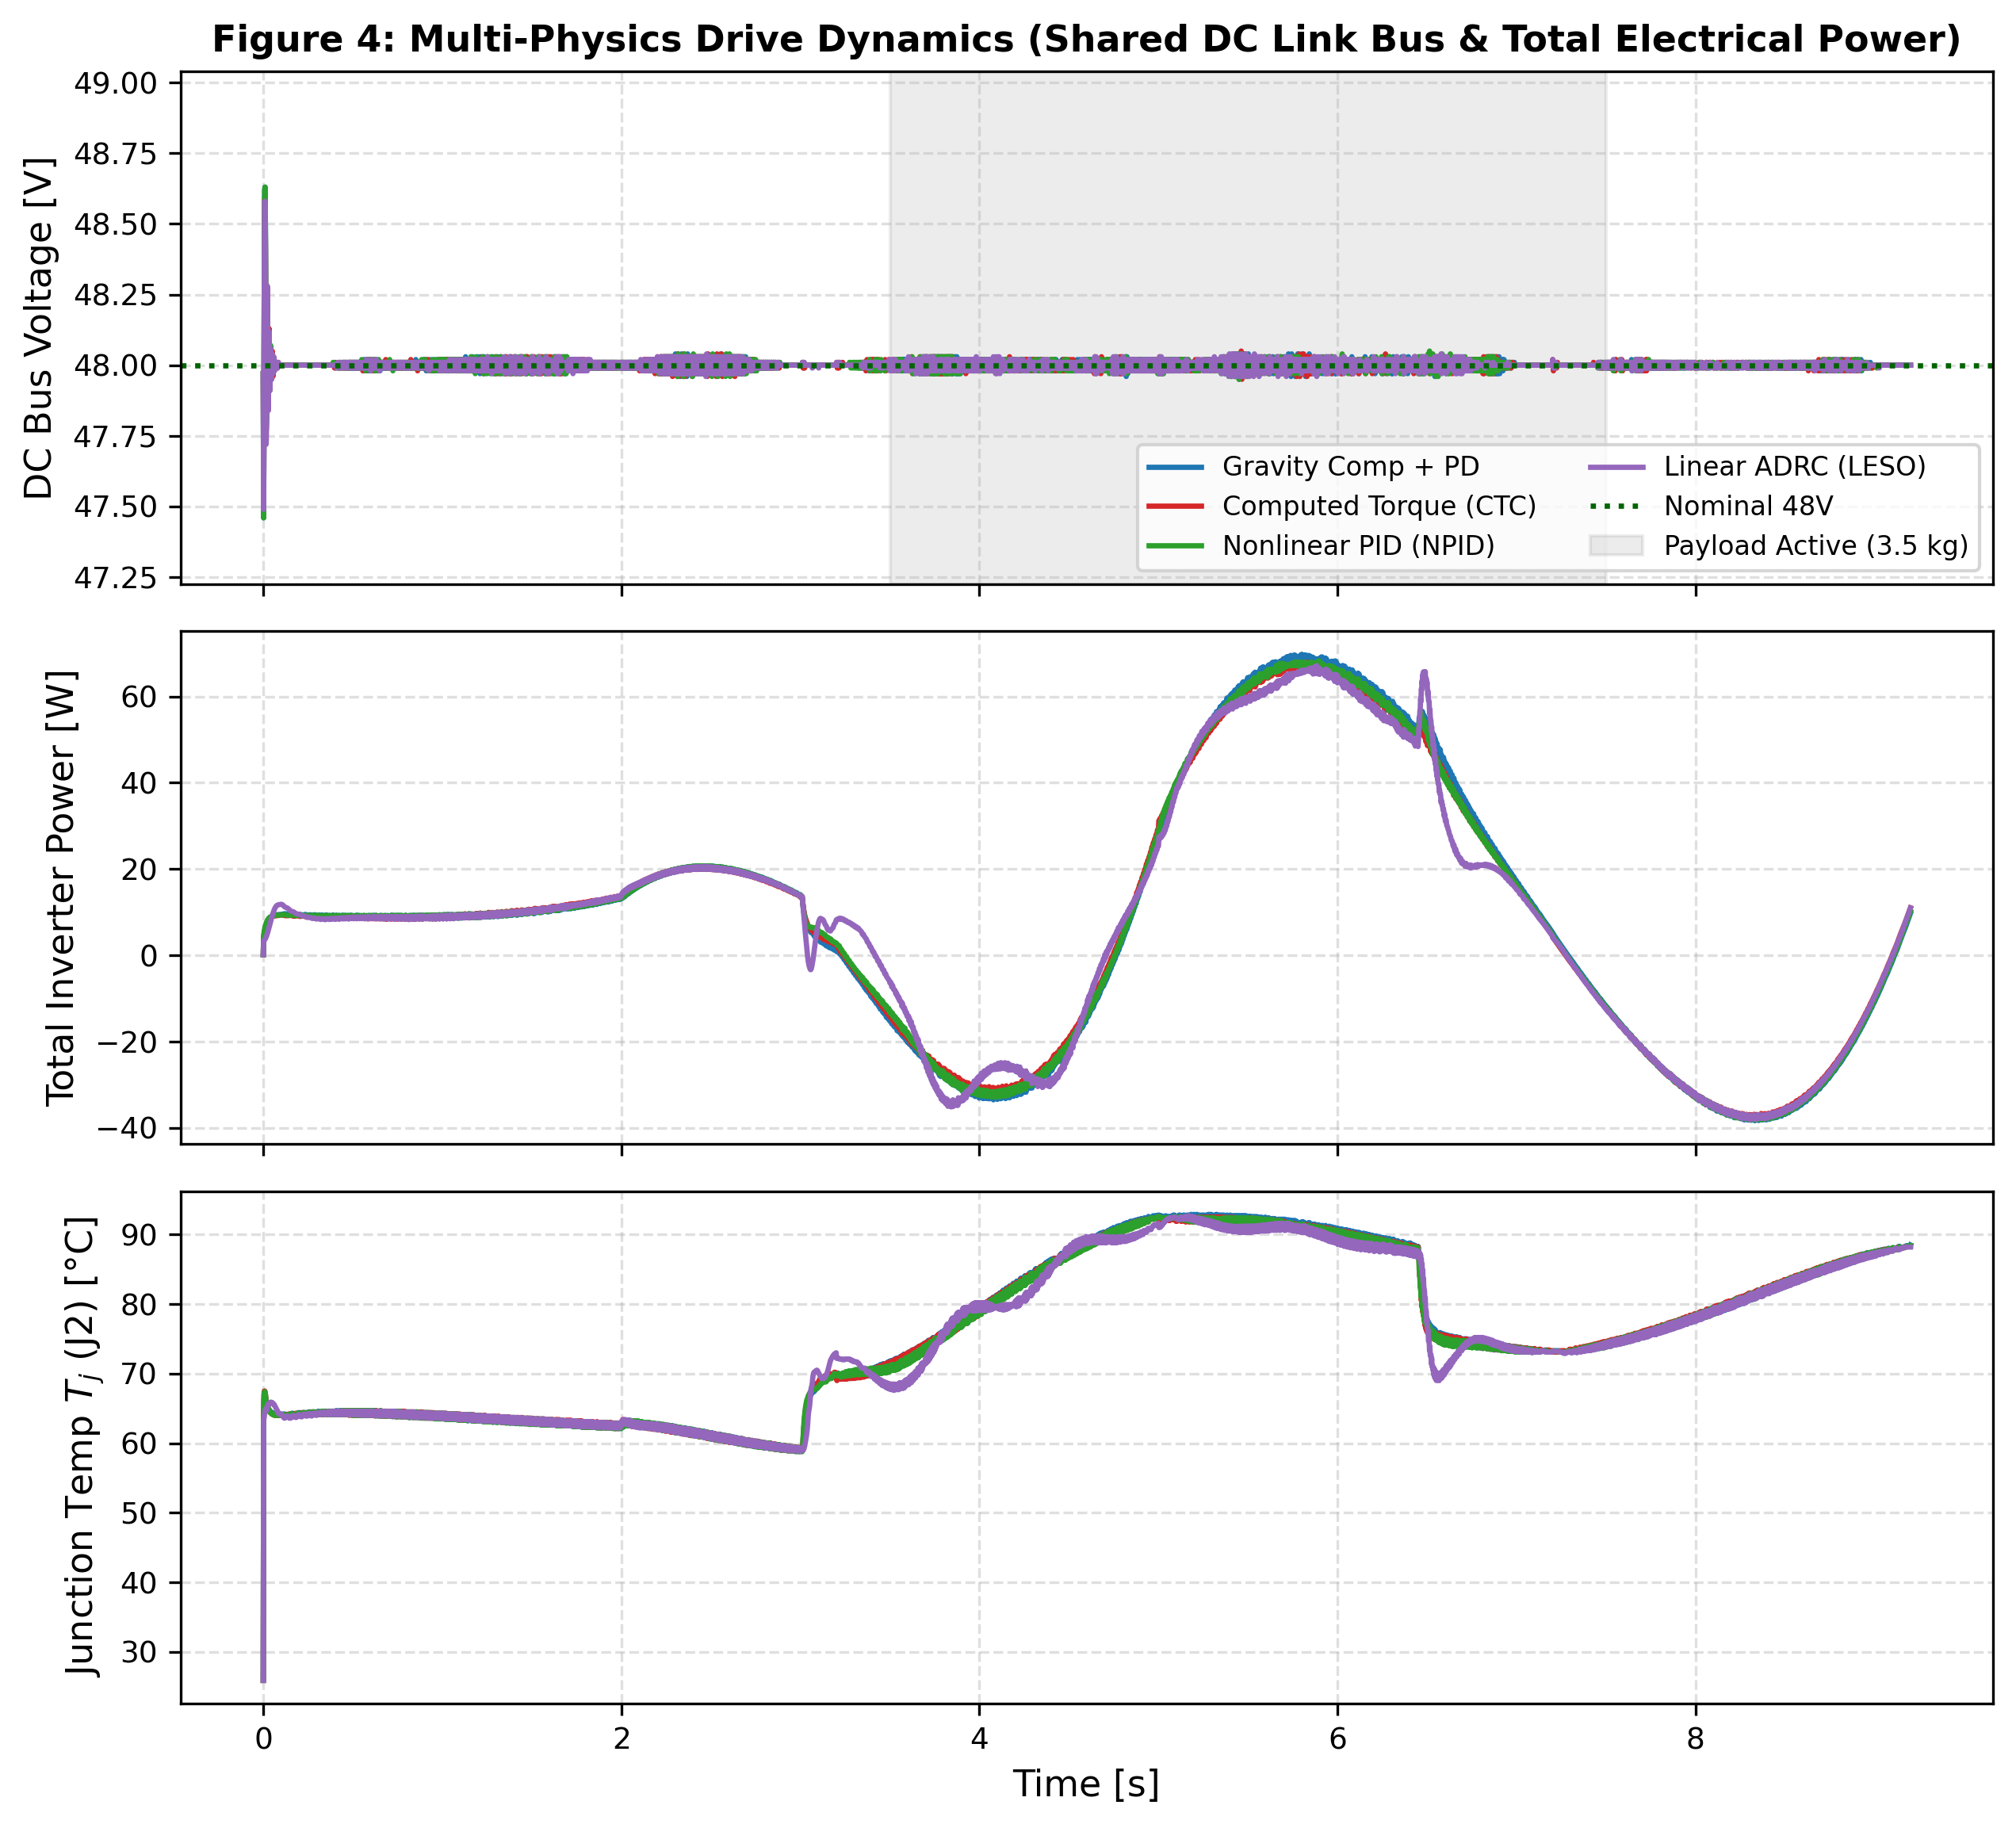 Figure 4: Multi-Physics Drive Dynamics (Shared DC Link Bus & Total Electrical Power)
DC Bus Voltage [V]
49.00
48.75
48.50
48.25
48.00
47.75
47.50
47.25
Gravity Comp + PD
Computed Torque (CTC)
Nonlinear PID (NPID)
Linear ADRC (LESO)
Nominal 48V
Payload Active (3.5 kg)
Total Inverter Power [W]
60
40
20
0
−20
−40
Junction Temp Tj (J2) [°C]
90
80
70
60
50
40
30
0 2 4 6 8
Time [s]